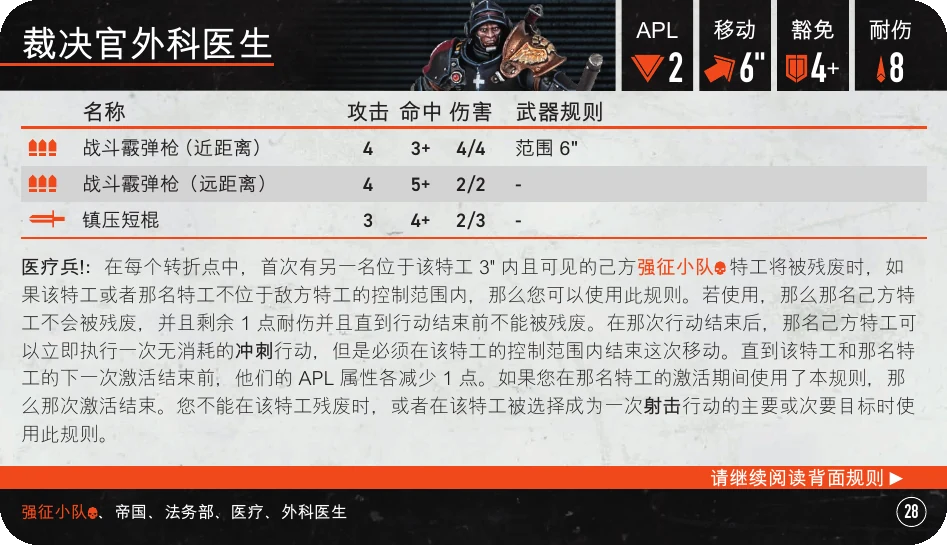 裁决官外科医生
APL 移动 豁免 耐伤
2 6" 4+ 8
名称 攻击 命中 伤害 武器规则
战斗霰弹枪（近距离） 4 3+ 4/4 范围 6"
战斗霰弹枪（远距离） 4 5+ 2/2 -
镇压短棍 3 4+ 2/3 -
医疗兵!：在每个转折点中，首次有另一名位于该特工 3" 内且可见的己方强征小队特工将被残废时，如
果该特工或者那名特工不位于敌方特工的控制范围内，那么您可以使用此规则。若使用，那么那名己方特
工不会被残废，并且剩余 1 点耐伤并且直到行动结束前不能被残废。在那次行动结束后，那名己方特工可
以立即执行一次无消耗的冲刺行动，但是必须在该特工的控制范围内结束这次移动。直到该特工和那名特
工的下一次激活结束前，他们的 APL 属性各减少 1 点。如果您在那名特工的激活期间使用了本规则，那
么那次激活结束。您不能在该特工残废时，或者在该特工被选择成为一次射击行动的主要或次要目标时使
用此规则。
请继续阅读背面规则 ▶
强征小队、帝国、法务部、医疗、外科医生
28